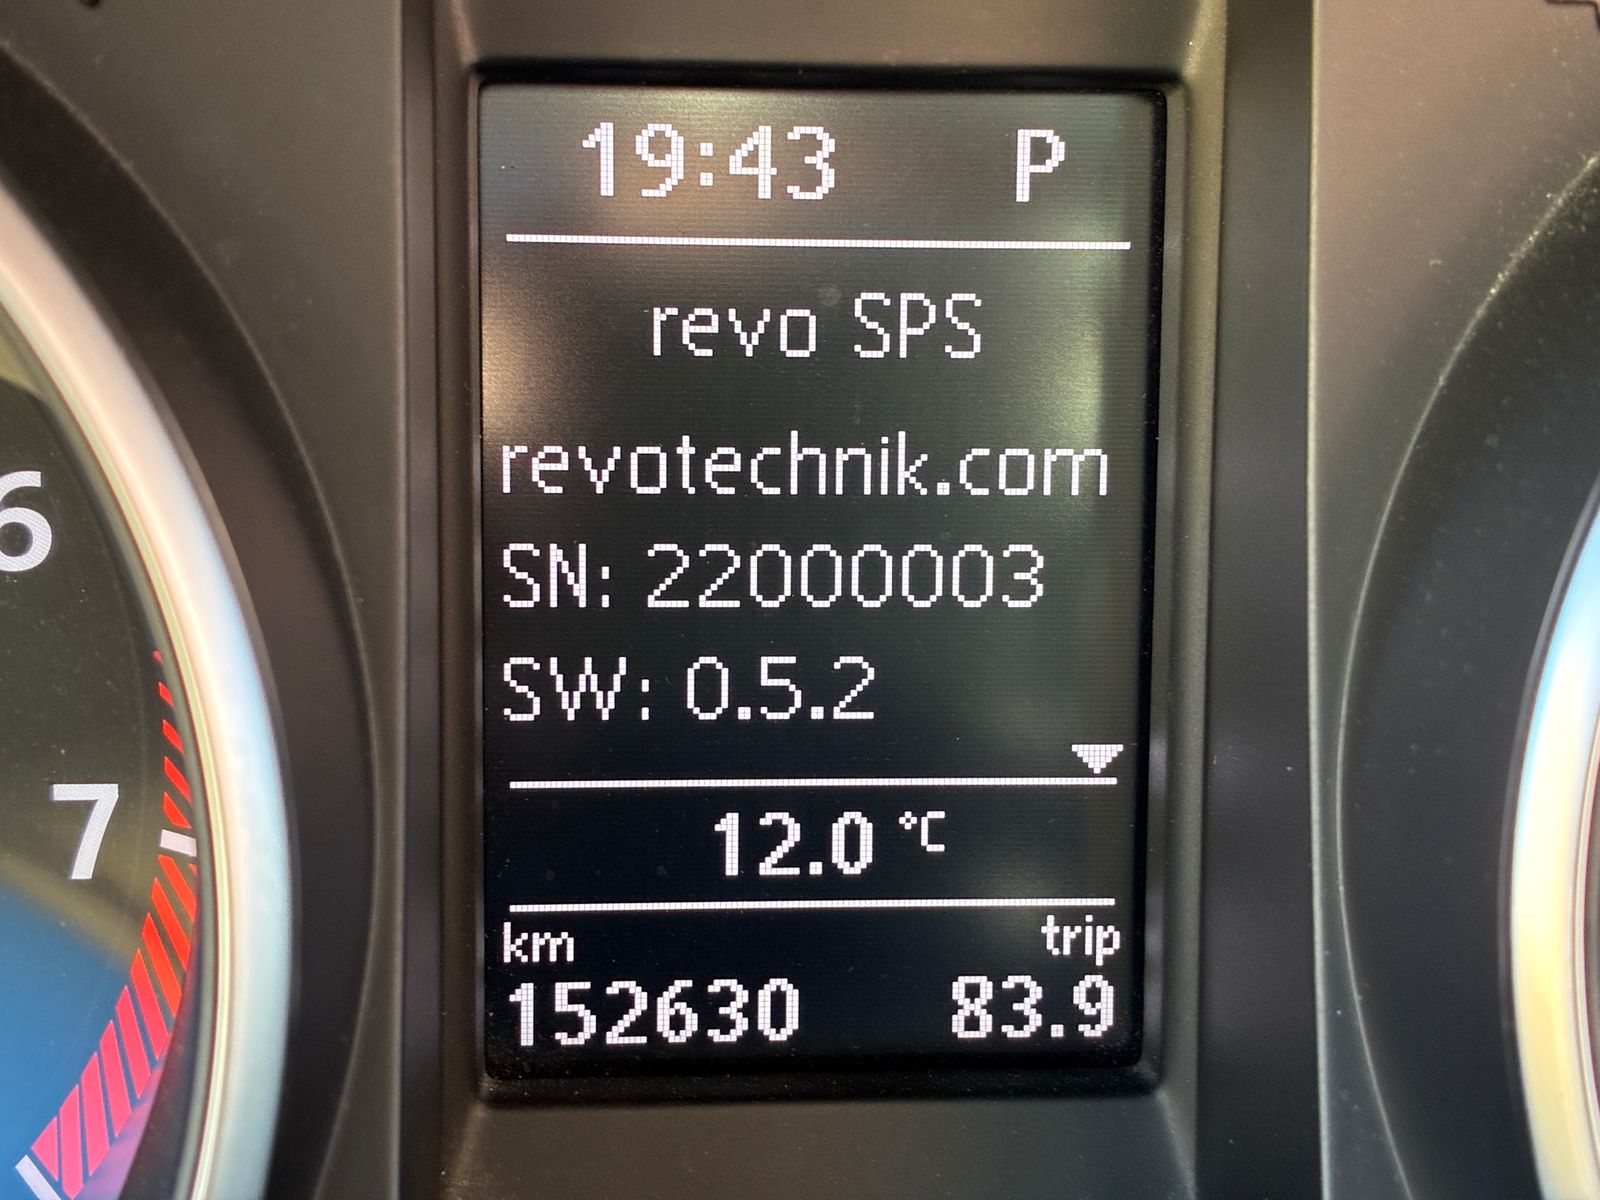 19:43 P
revo SPS
revotechnik.com
SN: 22000003
SW: 0.5.2
12.0 °C
km trip
152630 83.9
6
7